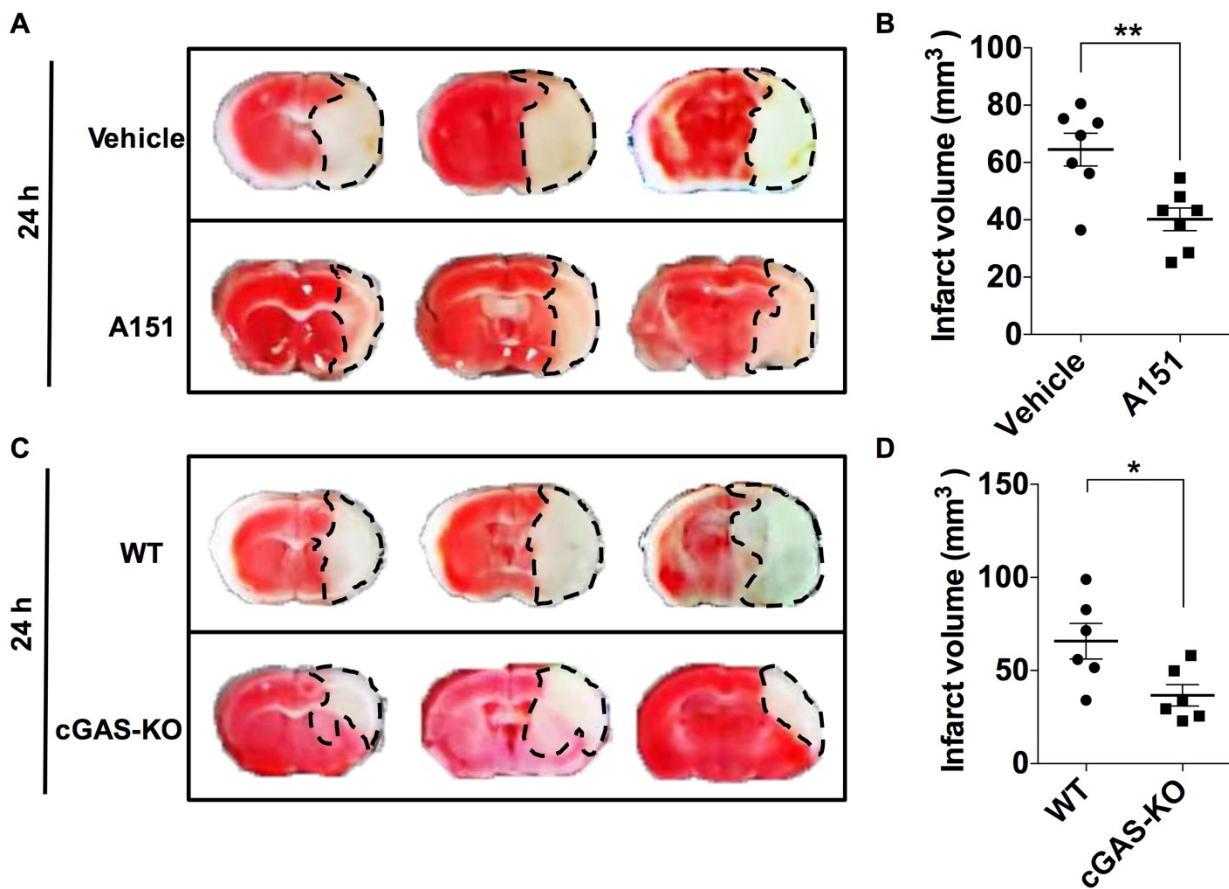 A
24 h
Vehicle
A151
B
Infarct volume (mm³)
100
80
60
40
20
0
**
Vehicle
A151
C
24 h
WT
cGAS-KO
D
Infarct volume (mm³)
150
100
50
0
*
WT
cGAS-KO